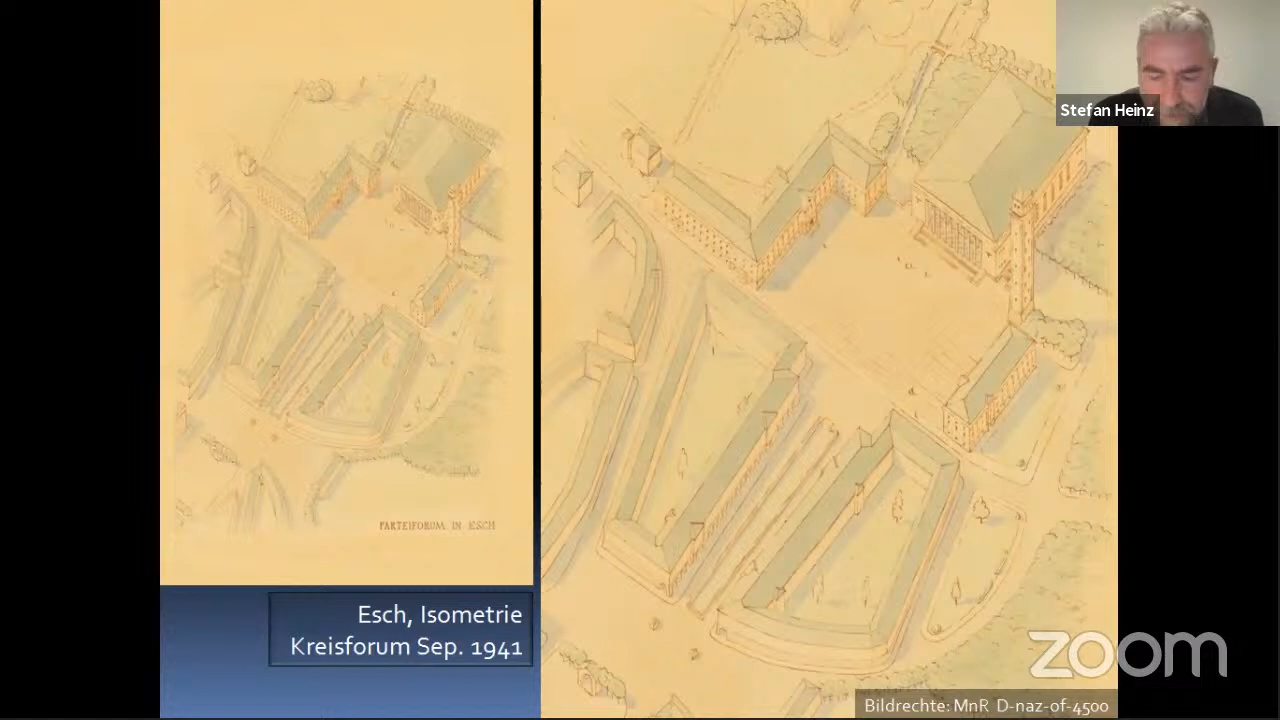 Stefan Heinz
PARTEIFORUM IN ESCH
Esch, Isometrie
Kreisforum Sep. 1941
zoom
Bildrechte: MnR D-naz-of-4500